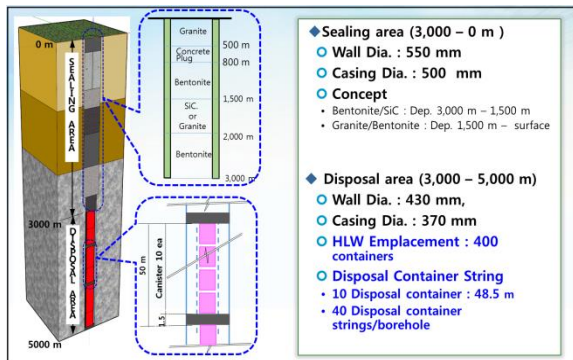 0 m
SEALING AREA
3000 m
DISPOSAL AREA
5000 m
Granite
500 m
Concrete
Plug
800 m
Bentonite
1,500 m
SiC.
or
Granite
2,000 m
Bentonite
3,000 m
50 m
Canister 10 ea
1.5
Sealing area (3,000 – 0 m )
Wall Dia. : 550 mm
Casing Dia. : 500 mm
Concept
• Bentonite/SiC : Dep. 3,000 m – 1,500 m
• Granite/Bentonite : Dep. 1,500 m – surface
Disposal area (3,000 – 5,000 m)
Wall Dia. : 430 mm,
Casing Dia. : 370 mm
HLW Emplacement : 400
containers
Disposal Container String
• 10 Disposal container : 48.5 m
• 40 Disposal container
strings/borehole